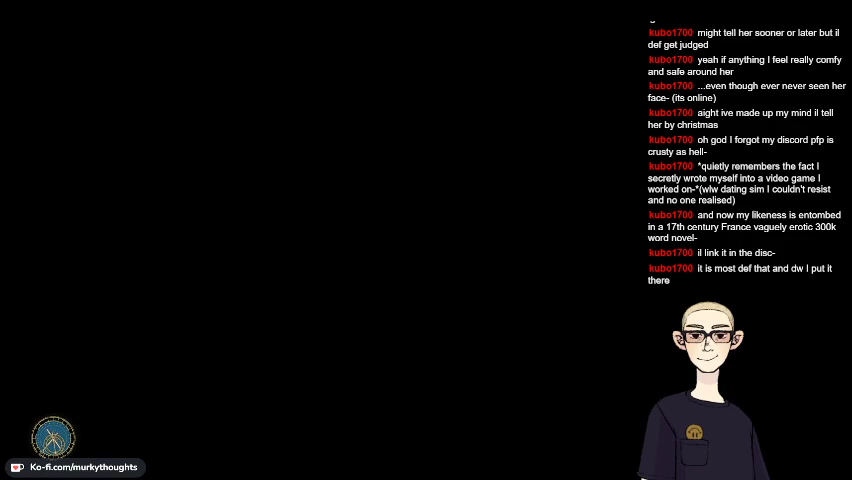 kubo1700 might tell her sooner or later but il
def get judged
kubo1700 yeah if anything I feel really comfy
and safe around her
kubo1700 ...even though ever never seen her
face- (its online)
kubo1700 aight ive made up my mind il tell
her by christmas
kubo1700 oh god I forgot my discord pfp is
crusty as hell-
kubo1700 *quietly remembers the fact I
secretly wrote myself into a video game I
worked on-*(wlw dating sim I couldn't resist
and no one realised)
kubo1700 and now my likeness is entombed
in a 17th century France vaguely erotic 300k
word novel-
kubo1700 il link it in the disc-
kubo1700 it is most def that and dw I put it
there
Ko-fi.com/murkythoughts